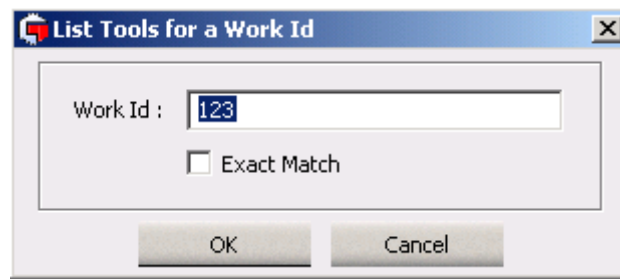 List Tools for a Work Id
Work Id :
123
Exact Match
OK
Cancel